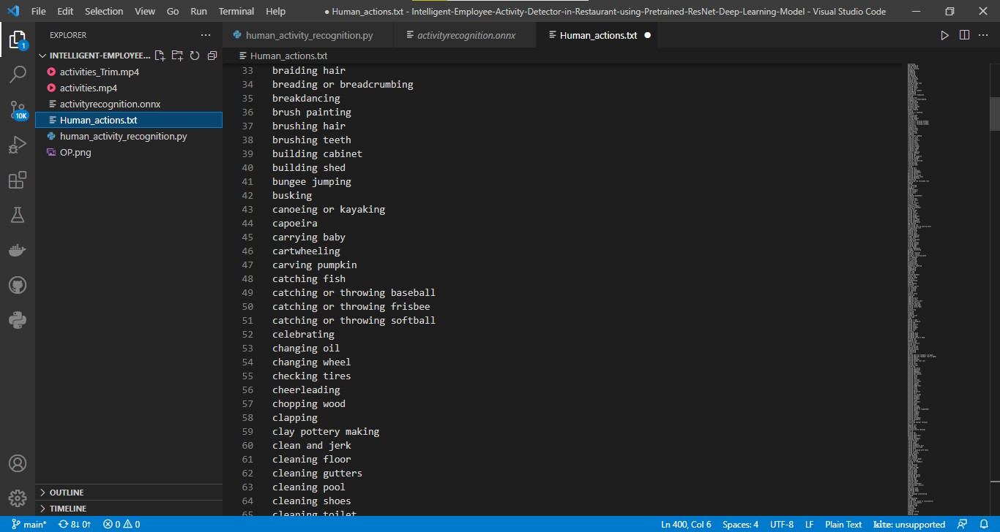 File Edit Selection View Go Run Terminal Help
● Human_actions.txt - Intelligent-Employee-Activity-Detector-in-Restaurant-using-Pretrained-ResNet-Deep-Learning-Model - Visual Studio Code
EXPLORER
INTELLIGENT-EMPLOYEE...
activities_Trim.mp4
activities.mp4
activityrecognition.onnx
Human_actions.txt
human_activity_recognition.py
OP.png
OUTLINE
TIMELINE
1
10K
human_activity_recognition.py
activityrecognition.onnx
Human_actions.txt ●
Human_actions.txt
33 braiding hair
34 breading or breadcrumbing
35 breakdancing
36 brush painting
37 brushing hair
38 brushing teeth
39 building cabinet
40 building shed
41 bungee jumping
42 busking
43 canoeing or kayaking
44 capoeira
45 carrying baby
46 cartwheeling
47 carving pumpkin
48 catching fish
49 catching or throwing baseball
50 catching or throwing frisbee
51 catching or throwing softball
52 celebrating
53 changing oil
54 changing wheel
55 checking tires
56 cheerleading
57 chopping wood
58 clapping
59 clay pottery making
60 clean and jerk
61 cleaning floor
62 cleaning gutters
63 cleaning pool
64 cleaning shoes
65 cleaning toilet
main* 8↓ 0↑ 0 0
Ln 400, Col 6 Spaces: 4 UTF-8 LF Plain Text kite: unsupported